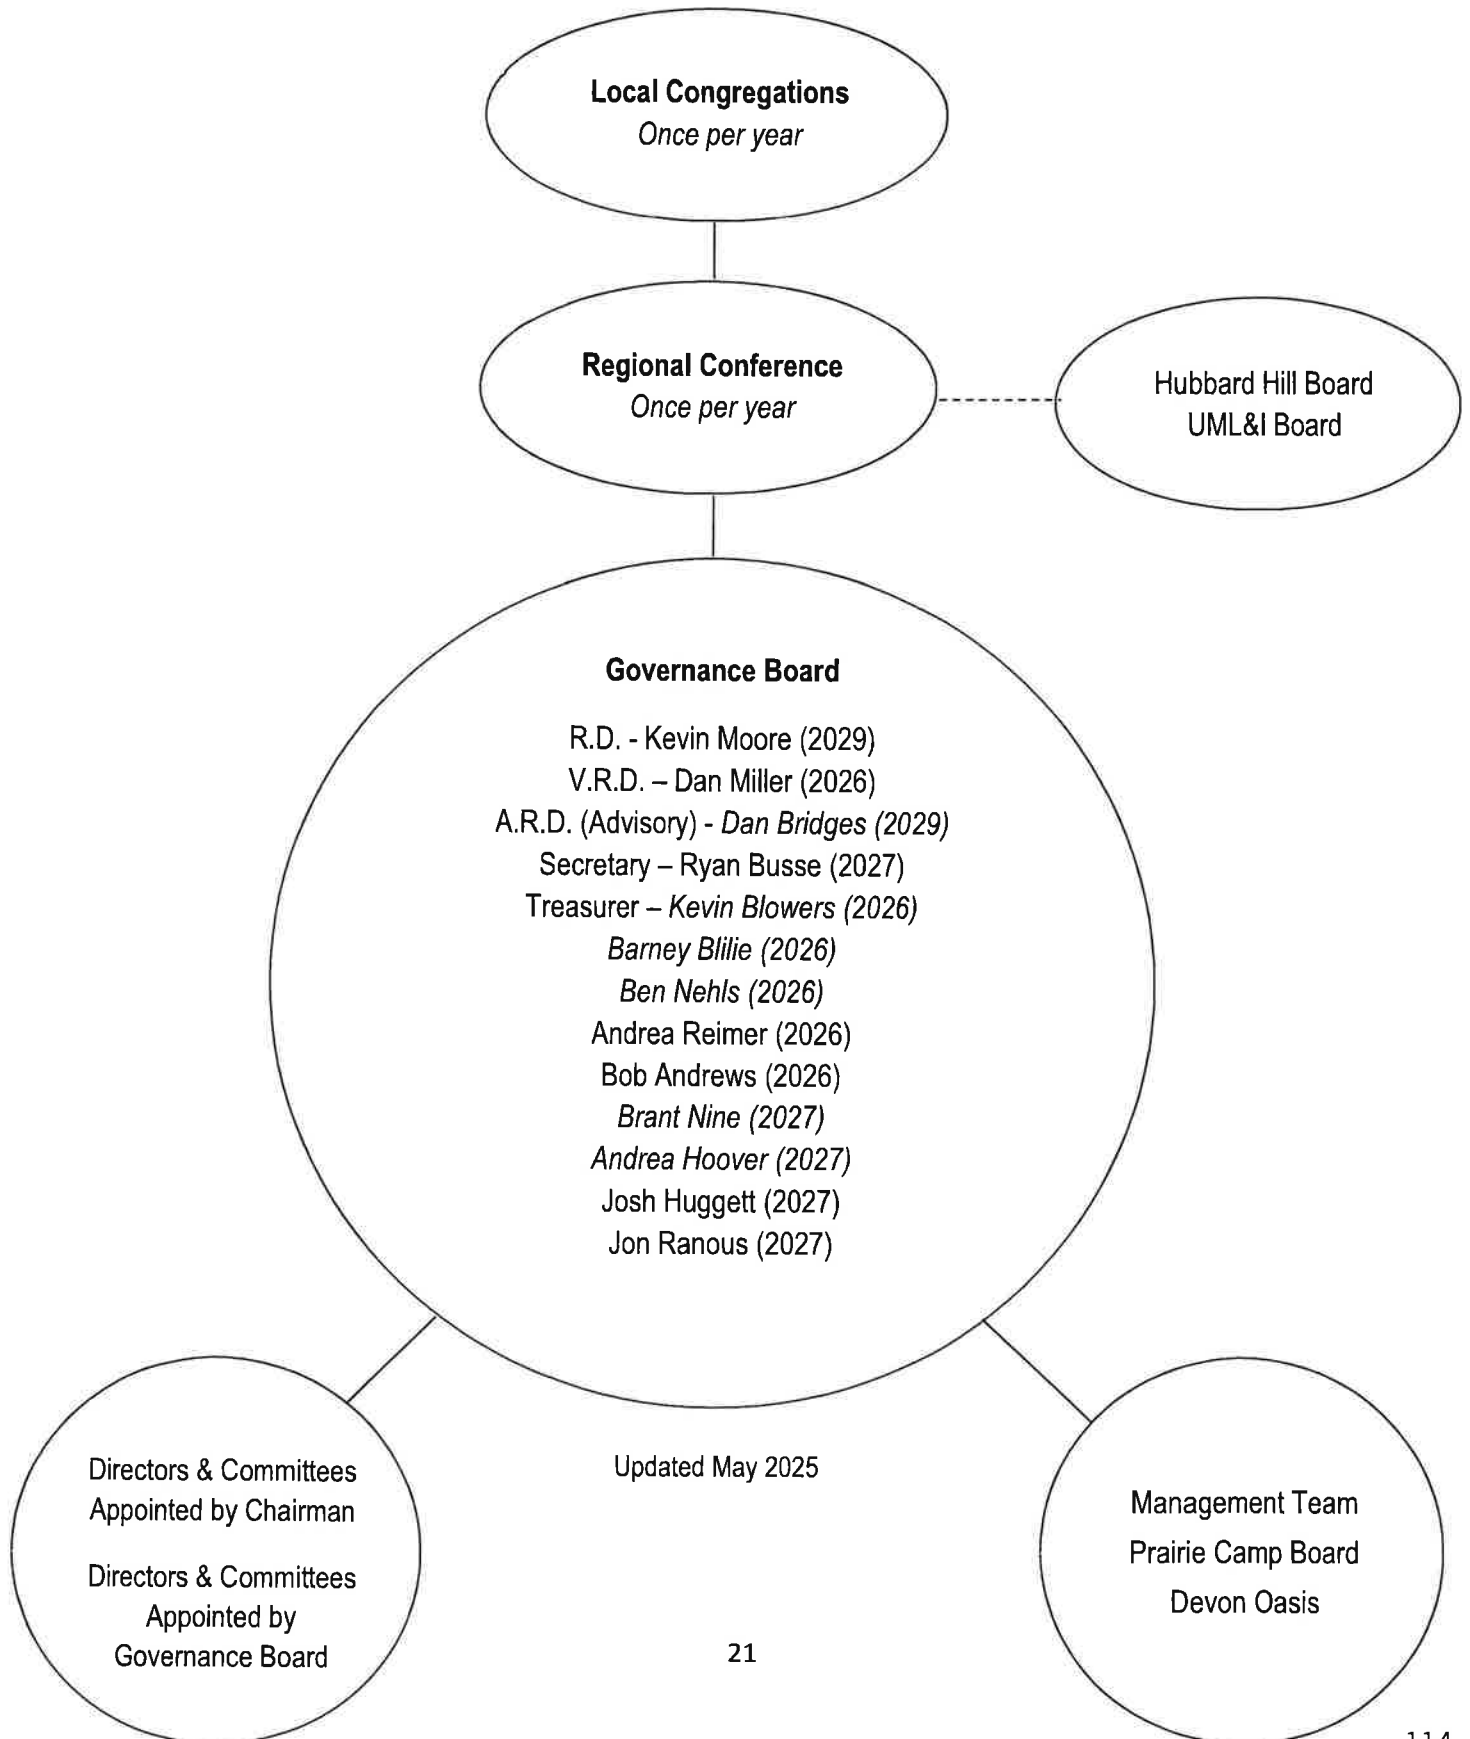 Local Congregations
Once per year
Regional Conference
Once per year
Hubbard Hill Board
UML&I Board
Governance Board
R.D. - Kevin Moore (2029)
V.R.D. – Dan Miller (2026)
A.R.D. (Advisory) - Dan Bridges (2029)
Secretary – Ryan Busse (2027)
Treasurer – Kevin Blowers (2026)
Barney Blilie (2026)
Ben Nehls (2026)
Andrea Reimer (2026)
Bob Andrews (2026)
Brant Nine (2027)
Andrea Hoover (2027)
Josh Huggett (2027)
Jon Ranous (2027)
Directors & Committees
Appointed by Chairman
Directors & Committees
Appointed by
Governance Board
Updated May 2025
Management Team
Prairie Camp Board
Devon Oasis
21